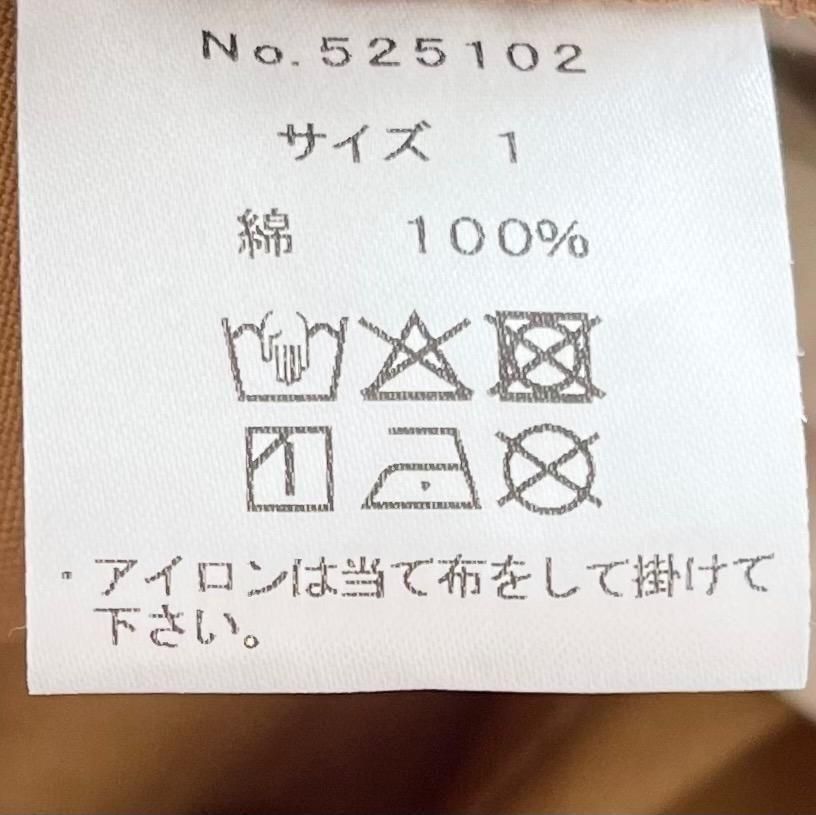 No.525102
サイズ 1
綿 100%
・アイロンは当て布をして掛けて
下さい。